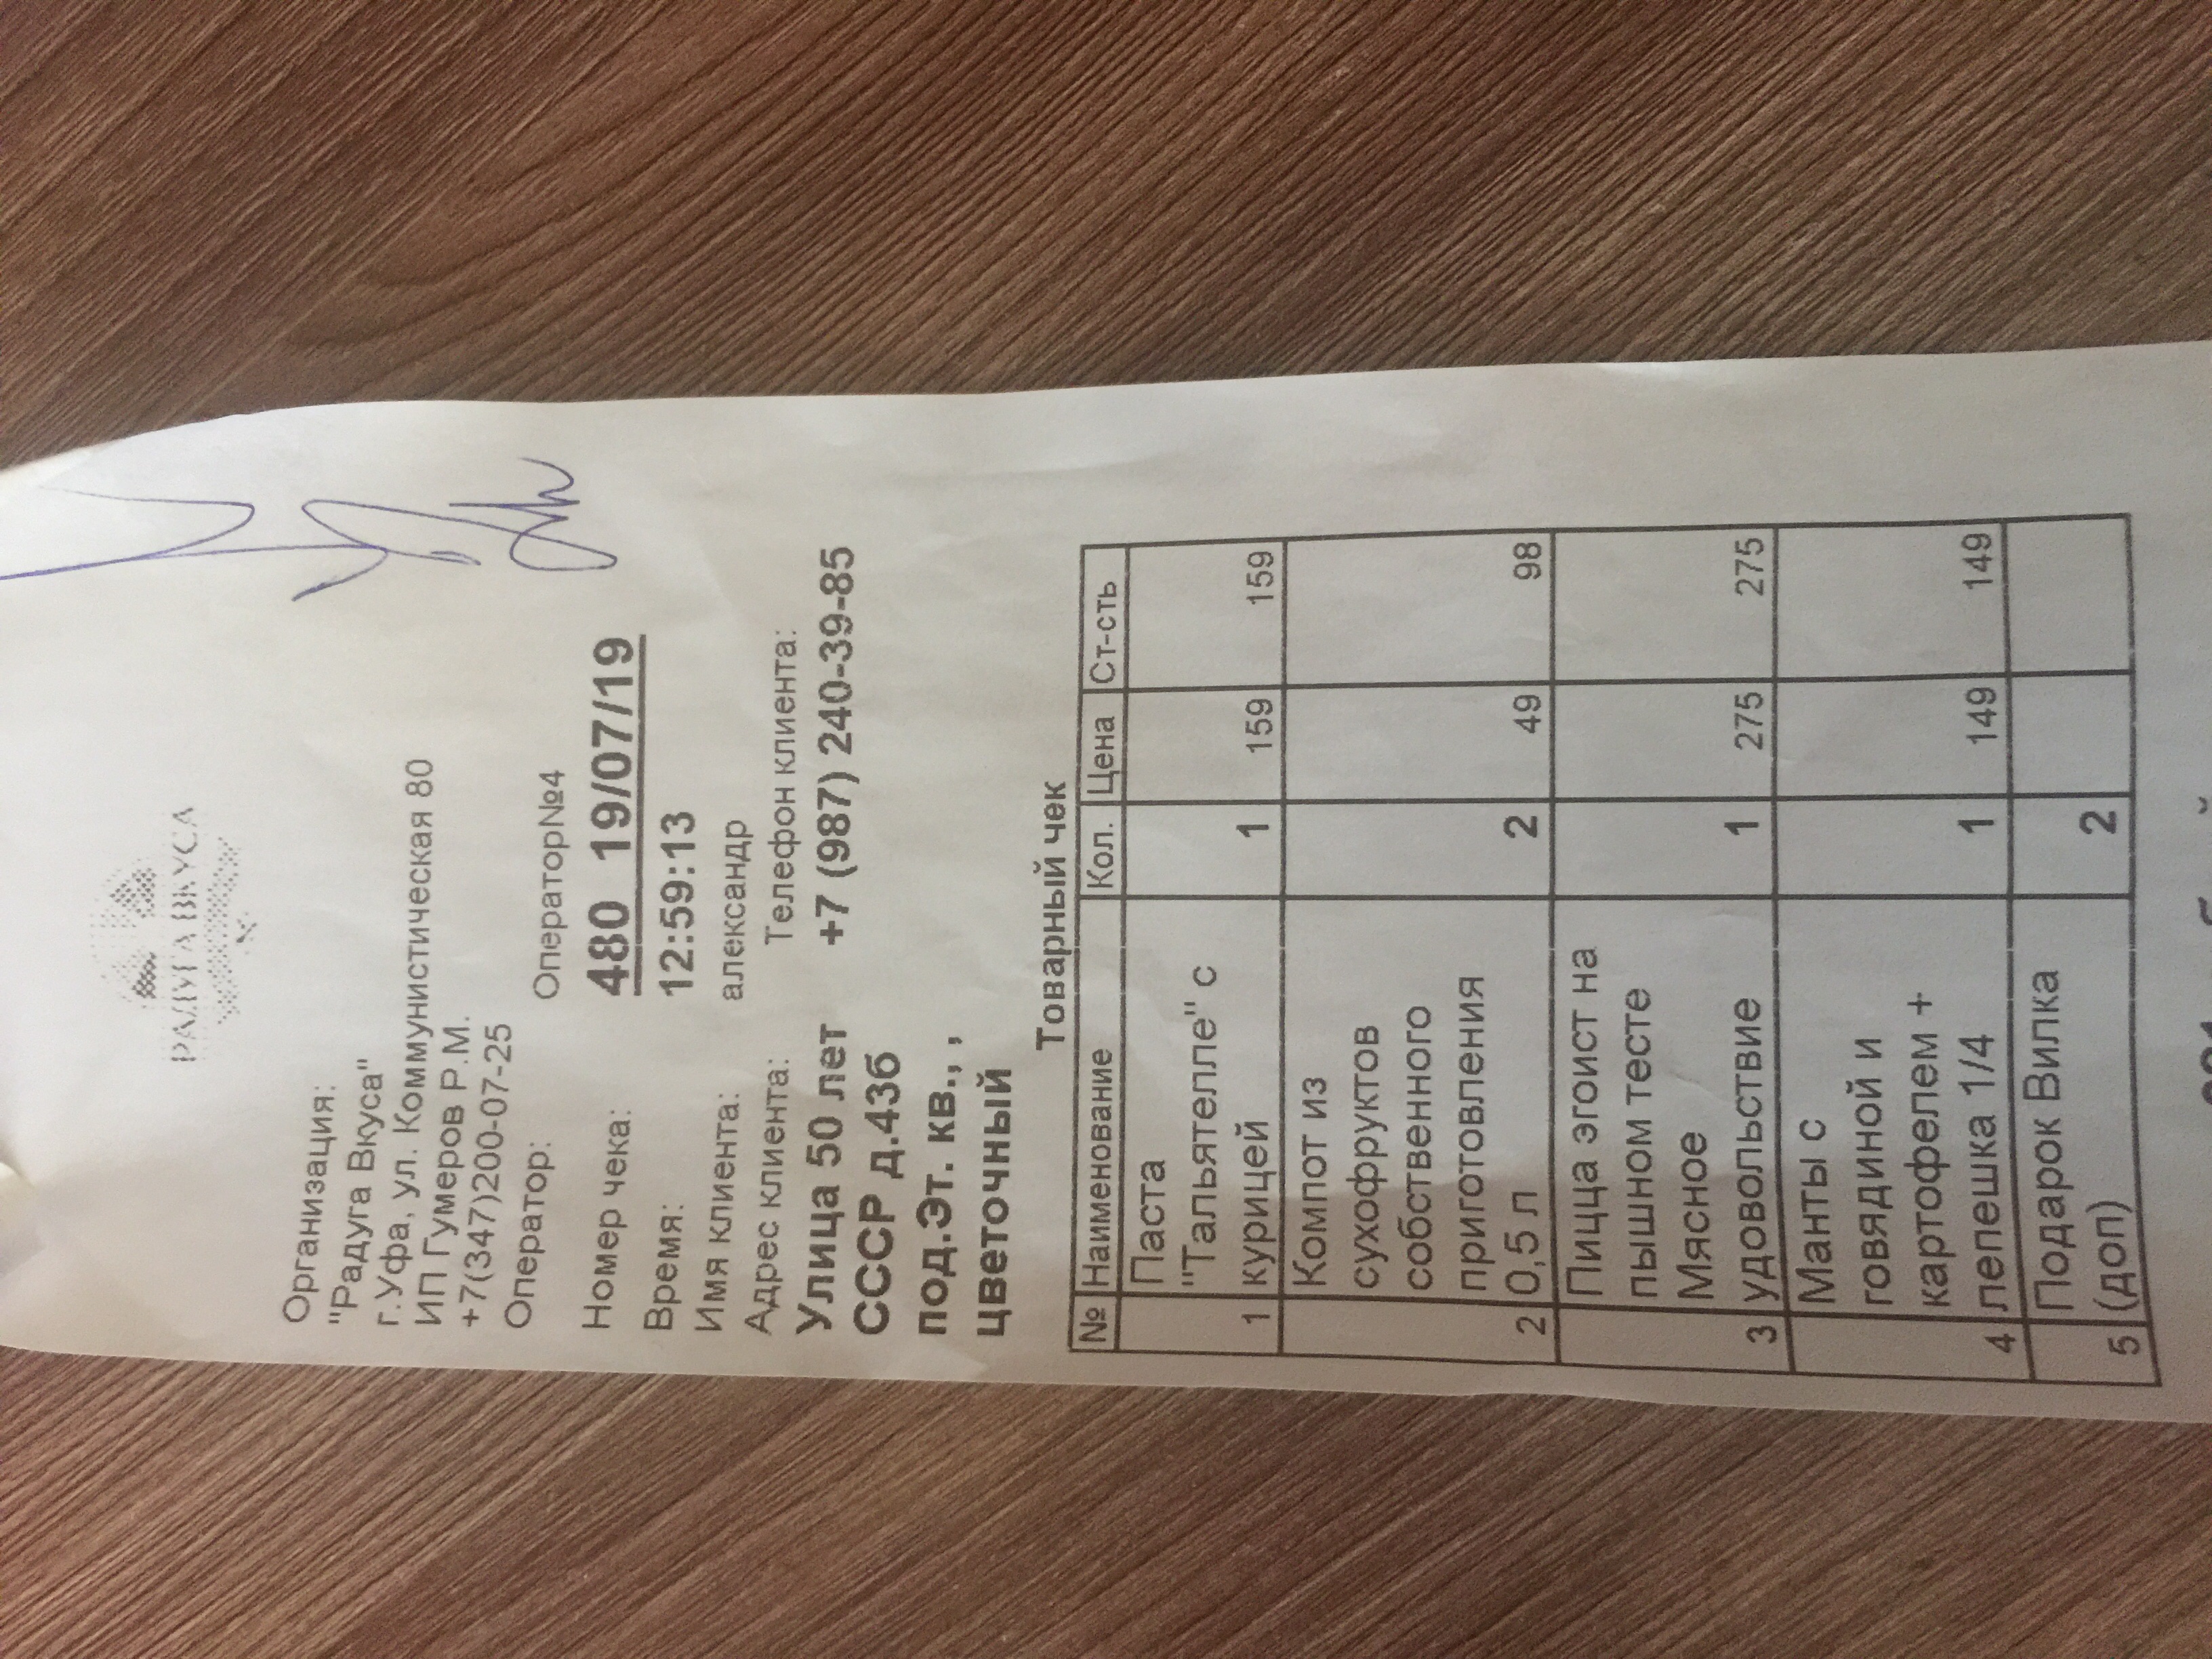 РАДУГА ВКУСА
Организация:
"Радуга Вкуса"
г.Уфа, ул. Коммунистическая 80
ИП Гумеров Р.М.
+7(347)200-07-25
Оператор: Оператор№4
Номер чека: 480 19/07/19
Время: 12:59:13
Имя клиента: александр
Адрес клиента: Телефон клиента:
Улица 50 лет +7 (987) 240-39-85
СССР д.43б
под.Эт. кв., ,
цветочный
Товарный чек
№ Наименование Кол. Цена Ст-сть
Паста
"Тальятелле" с
1 курицей 1 159 159
Компот из
сухофруктов
собственного
приготовления
2 0,5 л 2 49 98
Пицца эгоист на
пышном тесте
Мясное
3 удовольствие 1 275 275
Манты с
говядиной и
картофелем +
4 лепешка 1/4 1 149 149
Подарок Вилка
5 (доп) 2